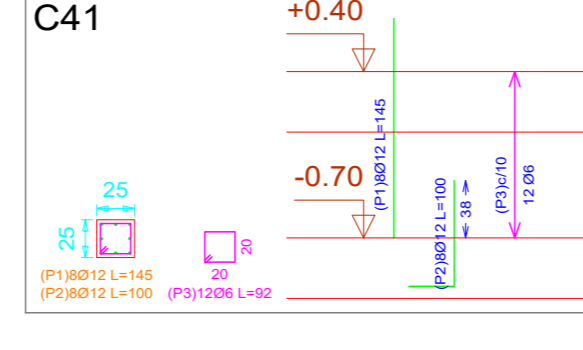 C41
+0.40
-0.70
25
25
(P1)8Ø12 L=145
(P2)8Ø12 L=100
20
20
(P3)12Ø6 L=92
(P1)8Ø12 L=145
(P2)8Ø12 L=100
38
(P3)c/10
12 Ø6